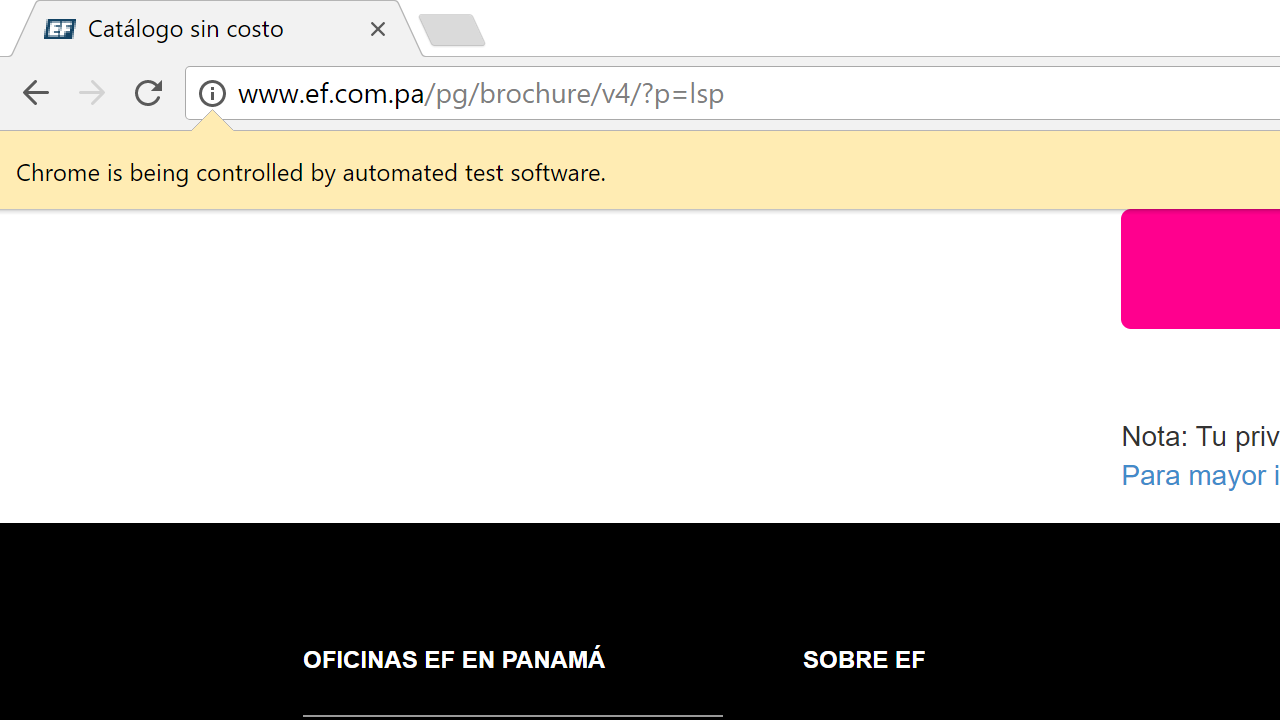 EF Catálogo sin costo
www.ef.com.pa/pg/brochure/v4/?p=lsp
Chrome is being controlled by automated test software.
Nota: Tu
Para mayor
OFICINAS EF EN PANAMÁ
SOBRE EF